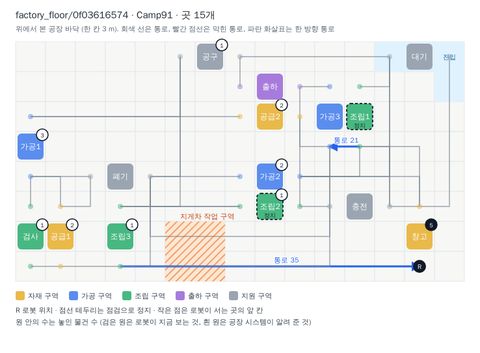 factory_floor/0f03616574 · Camp91 · 곳 15개
위에서 본 공장 바닥 (한 칸 3 m). 회색 선은 통로, 빨간 점선은 막힌 통로, 파란 화살표는 한 방향 통로
공구 1
대기
출하
가공2 2
가공3
조립1
정지
통로 21
가공1 3
폐기
가공2 2
조립2 1
정지
충전
지게차 작업 구역
검사 1
가공1 2
조립3 1
창고 5
통로 35
R
자재 구역
가공 구역
조립 구역
출하 구역
지원 구역
R 로봇 위치 · 점선 테두리는 점검으로 정지 · 작은 점은 로봇이 서는 곳의 앞 칸
원 안의 수는 놓인 물건 수 (검은 원은 로봇이 지금 보는 것, 흰 원은 공장 시스템이 알려 준 것)